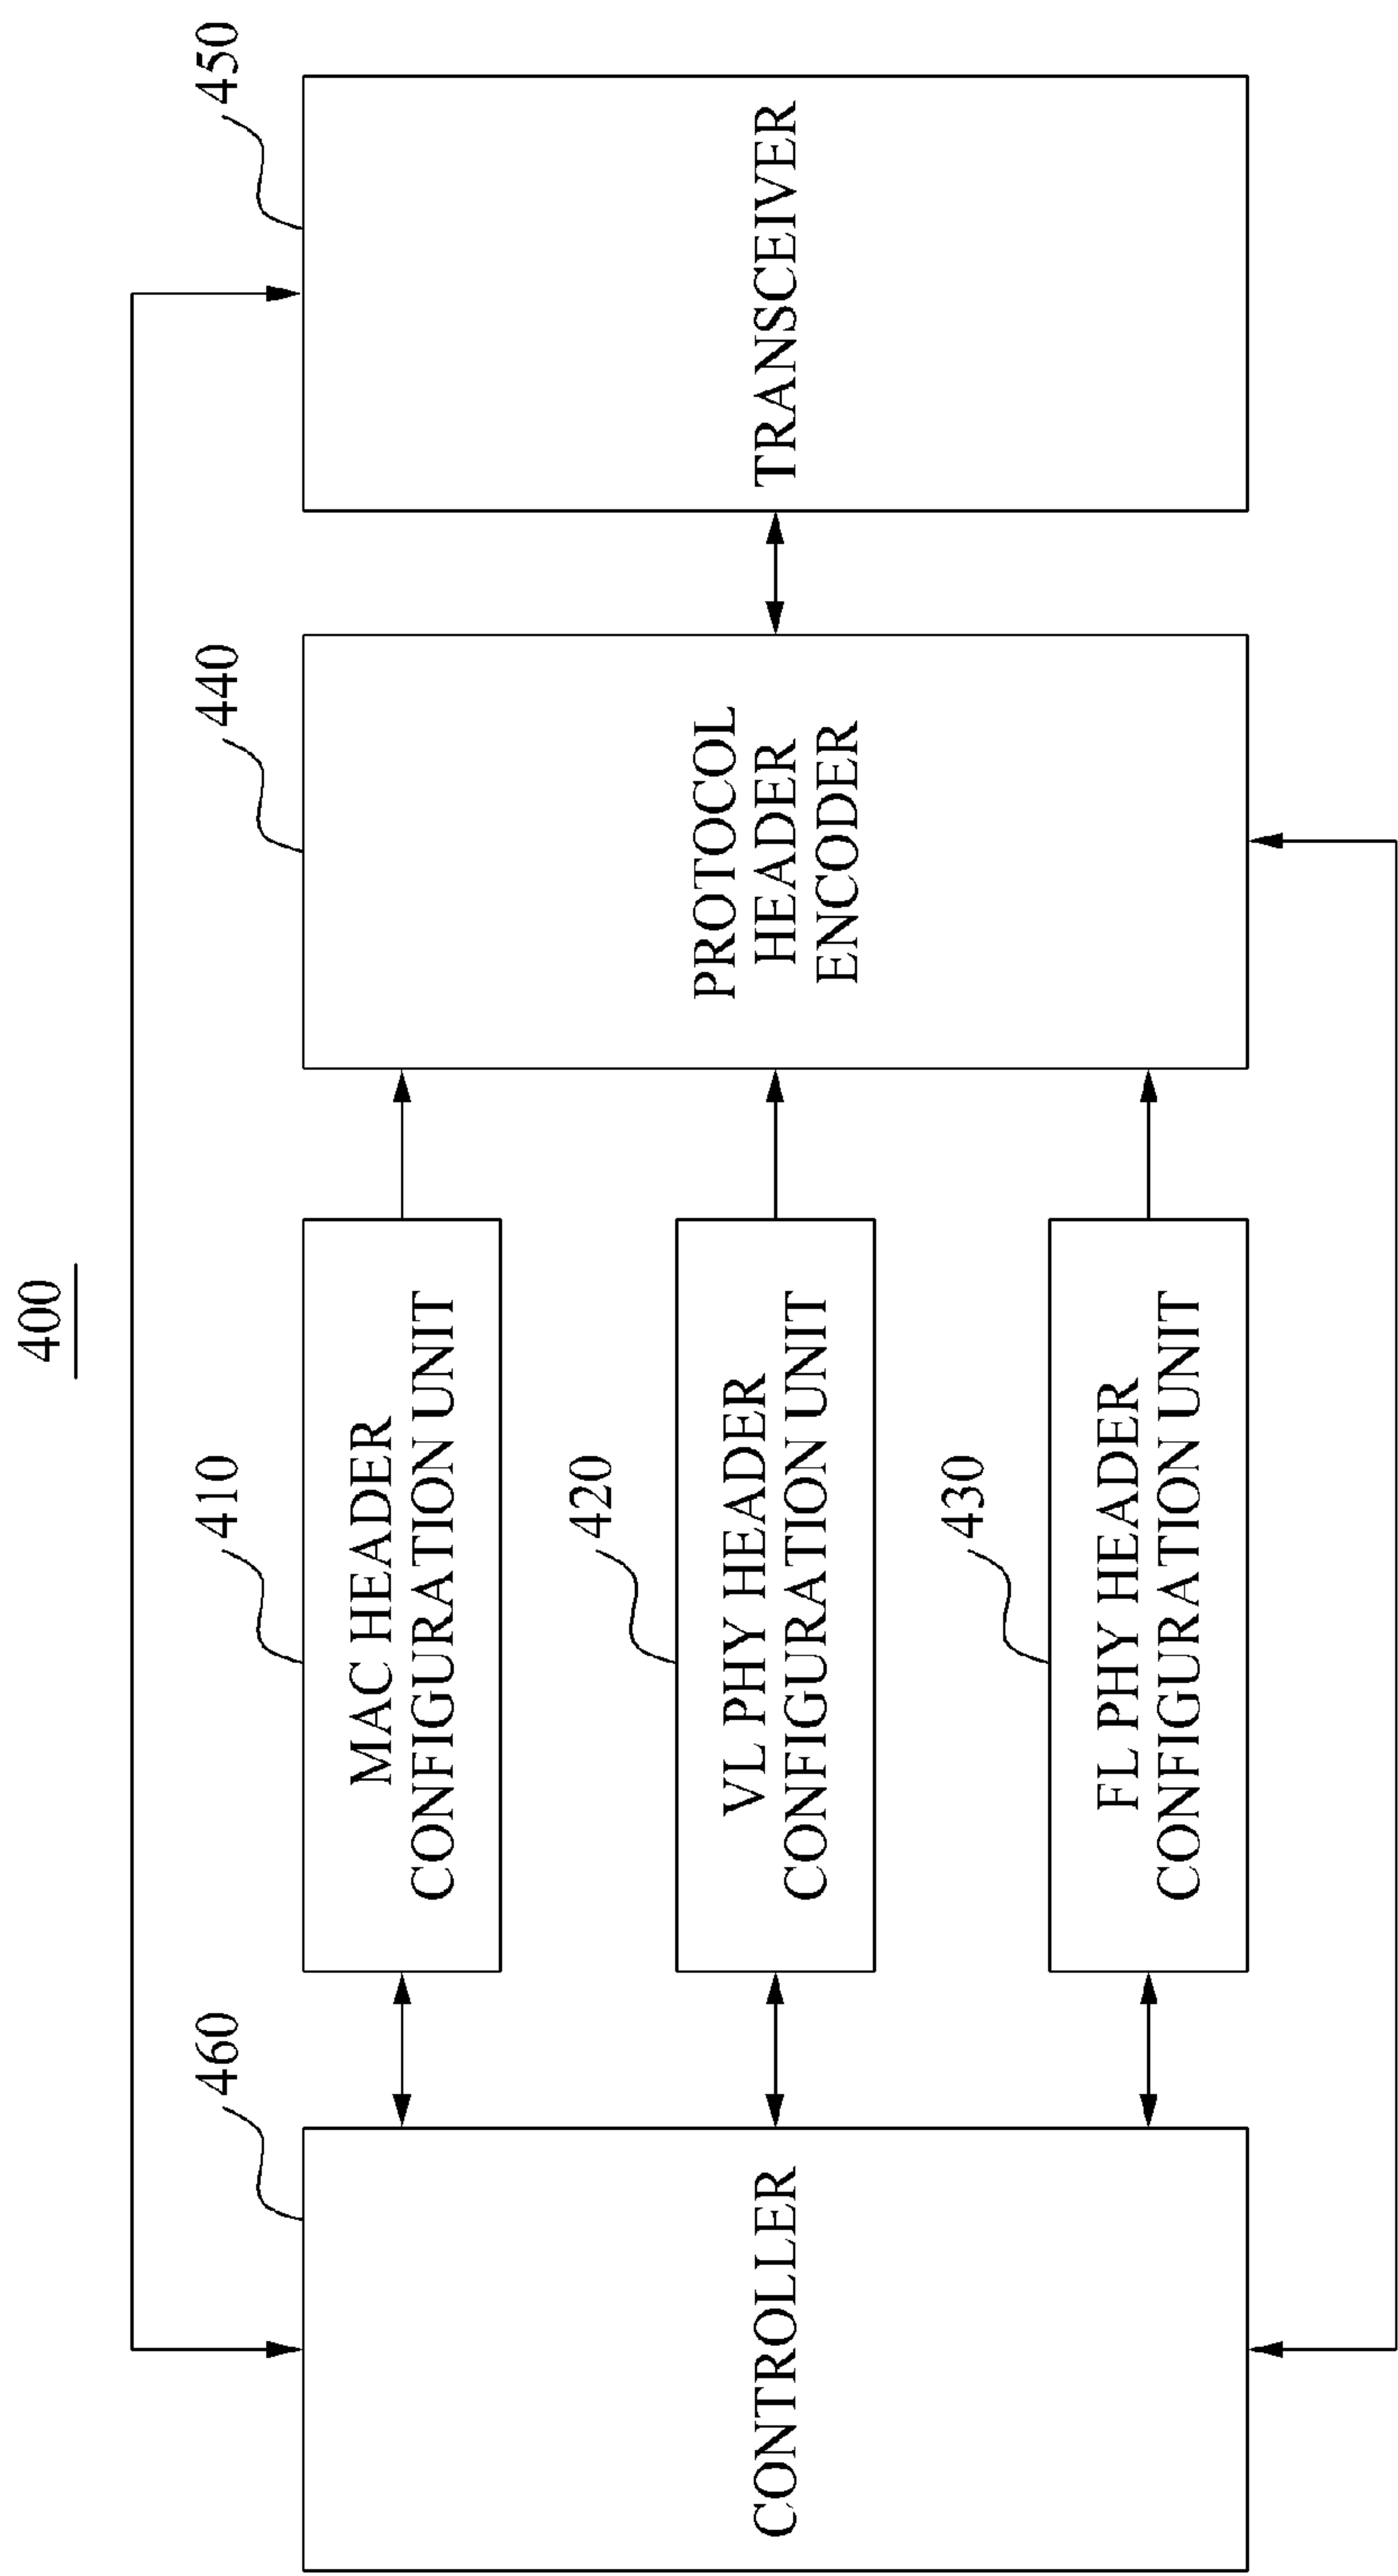 400
460
410
440
450
CONTROLLER
MAC HEADER
CONFIGURATION UNIT
420
VL PHY HEADER
CONFIGURATION UNIT
430
FL PHY HEADER
CONFIGURATION UNIT
PROTOCOL
HEADER
ENCODER
TRANSCEIVER